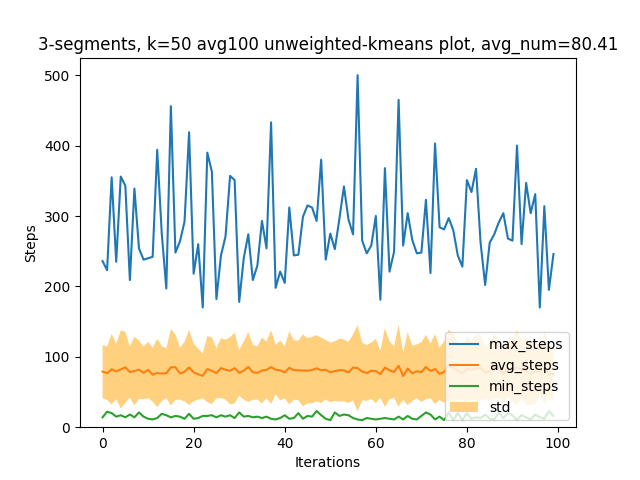 3-segments, k=50 avg100 unweighted-kmeans plot, avg_num=80.41
500
400
300
200
100
0
Steps
max_steps
avg_steps
min_steps
std
0
20
40
60
80
100
Iterations